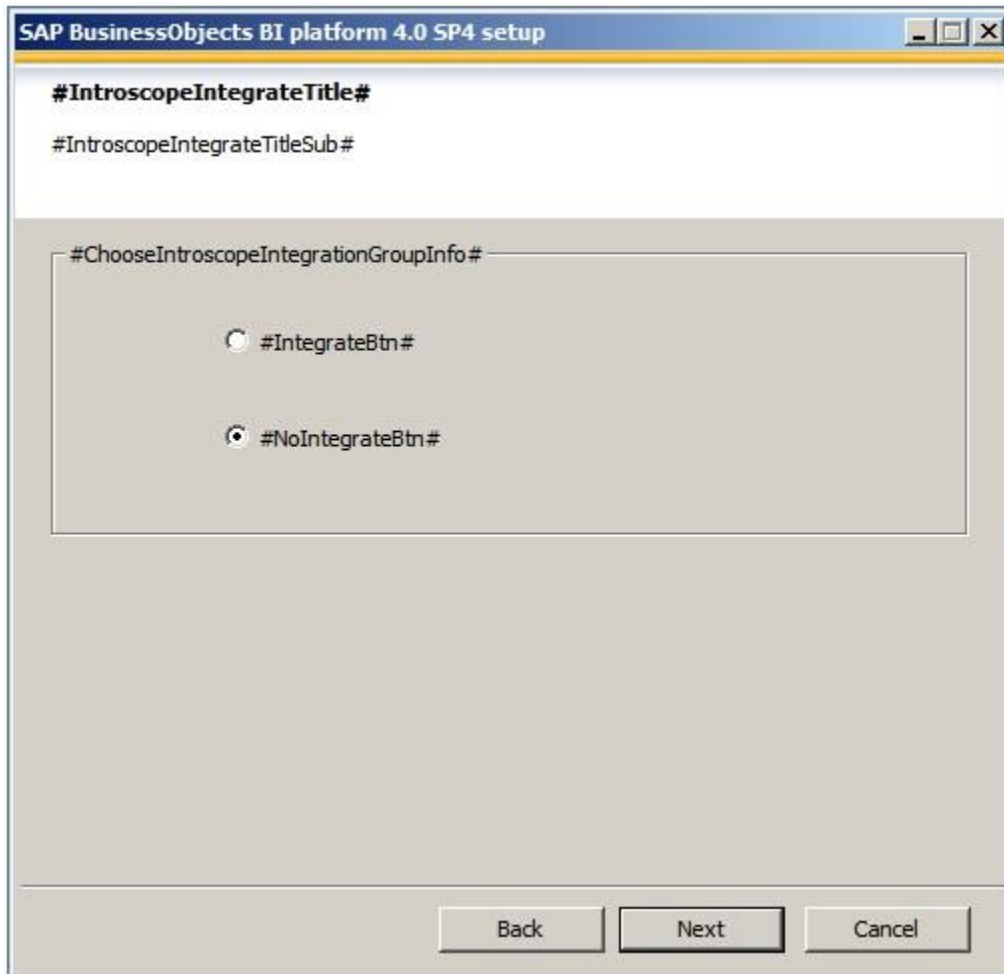 SAP BusinessObjects BI platform 4.0 SP4 setup
#IntroscopeIntegrateTitle#
#IntroscopeIntegrateTitleSub#
#ChooseIntroscopeIntegrationGroupInfo#
#IntegrateBtn#
#NoIntegrateBtn#
Back Next Cancel